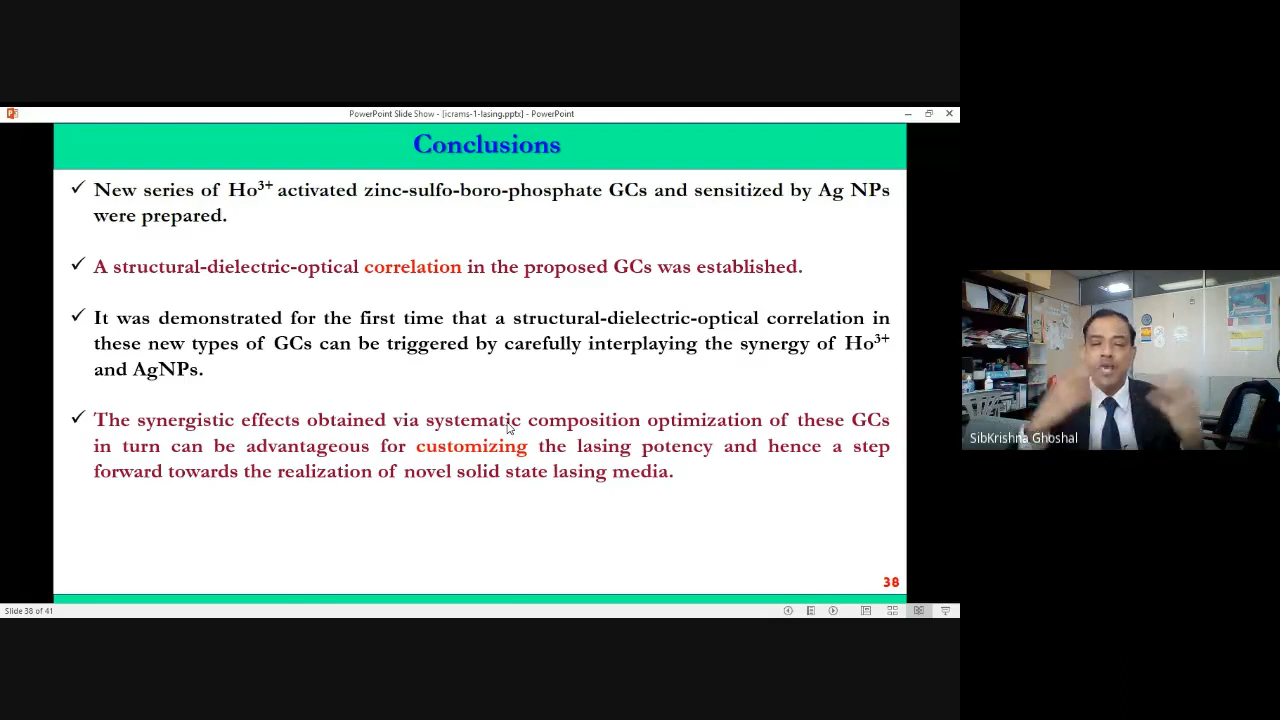 PowerPoint Slide Show - [icrams-1-lasing.pptx] - PowerPoint
Conclusions
✓ New series of Ho³⁺ activated zinc-sulfo-boro-phosphate GCs and sensitized by Ag NPs
were prepared.
✓ A structural-dielectric-optical correlation in the proposed GCs was established.
✓ It was demonstrated for the first time that a structural-dielectric-optical correlation in
these new types of GCs can be triggered by carefully interplaying the synergy of Ho³⁺
and AgNPs.
✓ The synergistic effects obtained via systematic composition optimization of these GCs
in turn can be advantageous for customizing the lasing potency and hence a step
forward towards the realization of novel solid state lasing media.
38
Slide 38 of 41
SibKrishna Ghoshal